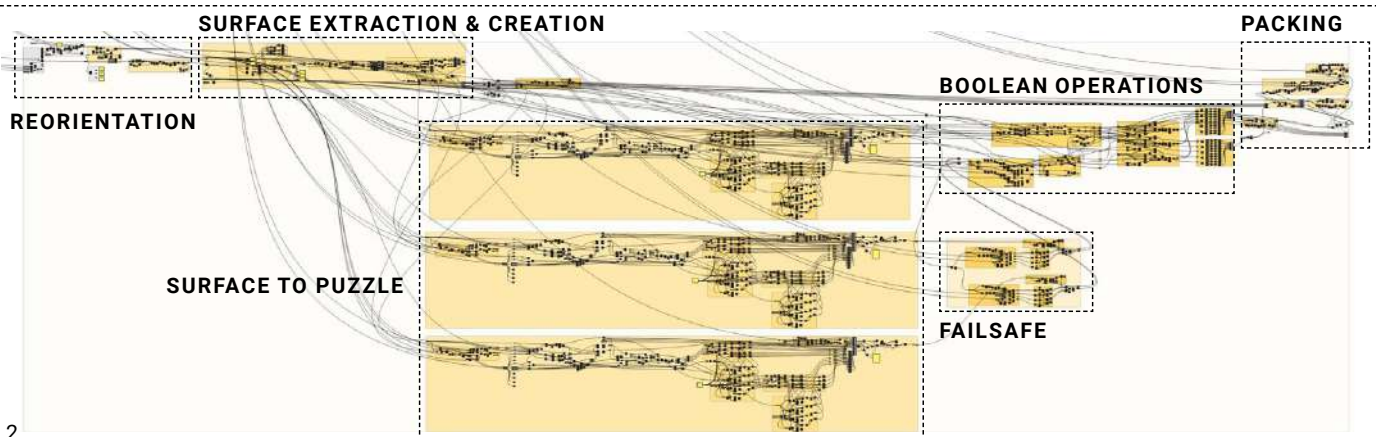 SURFACE EXTRACTION & CREATION
PACKING
REORIENTATION
BOOLEAN OPERATIONS
SURFACE TO PUZZLE
FAILSAFE
2